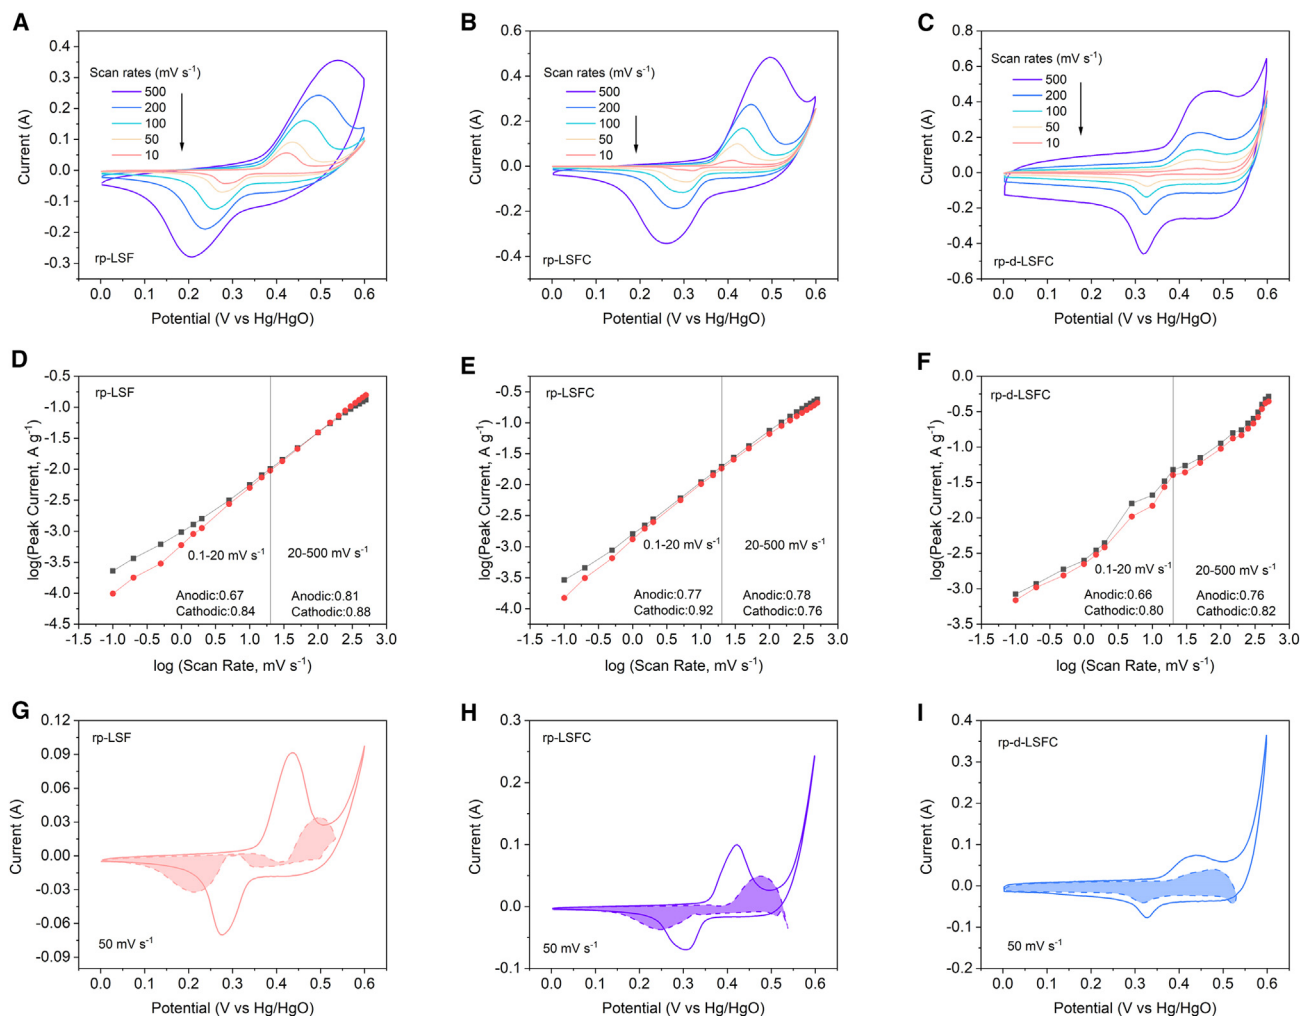 A
0.4
0.3
0.2
0.1
0.0
-0.1
-0.2
-0.3
Current (A)
Scan rates (mV s⁻¹)
500
200
100
50
10
rp-LSF
0.0 0.1 0.2 0.3 0.4 0.5 0.6
Potential (V vs Hg/HgO)
B
0.6
0.4
0.2
0.0
-0.2
-0.4
Current (A)
Scan rates (mV s⁻¹)
500
200
100
50
10
rp-LSFC
0.0 0.1 0.2 0.3 0.4 0.5 0.6
Potential (V vs Hg/HgO)
C
0.8
0.6
0.4
0.2
0.0
-0.2
-0.4
-0.6
Current (A)
Scan rates (mV s⁻¹)
500
200
100
50
10
rp-d-LSFC
0.0 0.1 0.2 0.3 0.4 0.5 0.6
Potential (V vs Hg/HgO)
D
-0.5
-1.0
-1.5
-2.0
-2.5
-3.0
-3.5
-4.0
-4.5
log(Peak Current, A g⁻¹)
rp-LSF
0.1-20 mV s⁻¹
20-500 mV s⁻¹
Anodic:0.67
Cathodic:0.84
Anodic:0.81
Cathodic:0.88
-1.5 -1.0 -0.5 0.0 0.5 1.0 1.5 2.0 2.5 3.0
log (Scan Rate, mV s⁻¹)
E
-0.5
-1.0
-1.5
-2.0
-2.5
-3.0
-3.5
-4.0
log(Peak Current, A g⁻¹)
rp-LSFC
0.1-20 mV s⁻¹
20-500 mV s⁻¹
Anodic:0.77
Cathodic:0.92
Anodic:0.78
Cathodic:0.76
-1.5 -1.0 -0.5 0.0 0.5 1.0 1.5 2.0 2.5 3.0
log (Scan Rate, mV s⁻¹)
F
0.0
-0.5
-1.0
-1.5
-2.0
-2.5
-3.0
-3.5
log(Peak Current, A g⁻¹)
rp-d-LSFC
0.1-20 mV s⁻¹
20-500 mV s⁻¹
Anodic:0.66
Cathodic:0.80
Anodic:0.76
Cathodic:0.82
-1.5 -1.0 -0.5 0.0 0.5 1.0 1.5 2.0 2.5 3.0
log (Scan Rate, mV s⁻¹)
G
0.12
0.09
0.06
0.03
0.00
-0.03
-0.06
-0.09
Current (A)
rp-LSF
50 mV s⁻¹
0.0 0.1 0.2 0.3 0.4 0.5 0.6
Potential (V vs Hg/HgO)
H
0.3
0.2
0.1
0.0
-0.1
Current (A)
rp-LSFC
50 mV s⁻¹
0.0 0.1 0.2 0.3 0.4 0.5 0.6
Potential (V vs Hg/HgO)
I
0.4
0.3
0.2
0.1
0.0
-0.1
-0.2
Current (A)
rp-d-LSFC
50 mV s⁻¹
0.0 0.1 0.2 0.3 0.4 0.5 0.6
Potential (V vs Hg/HgO)